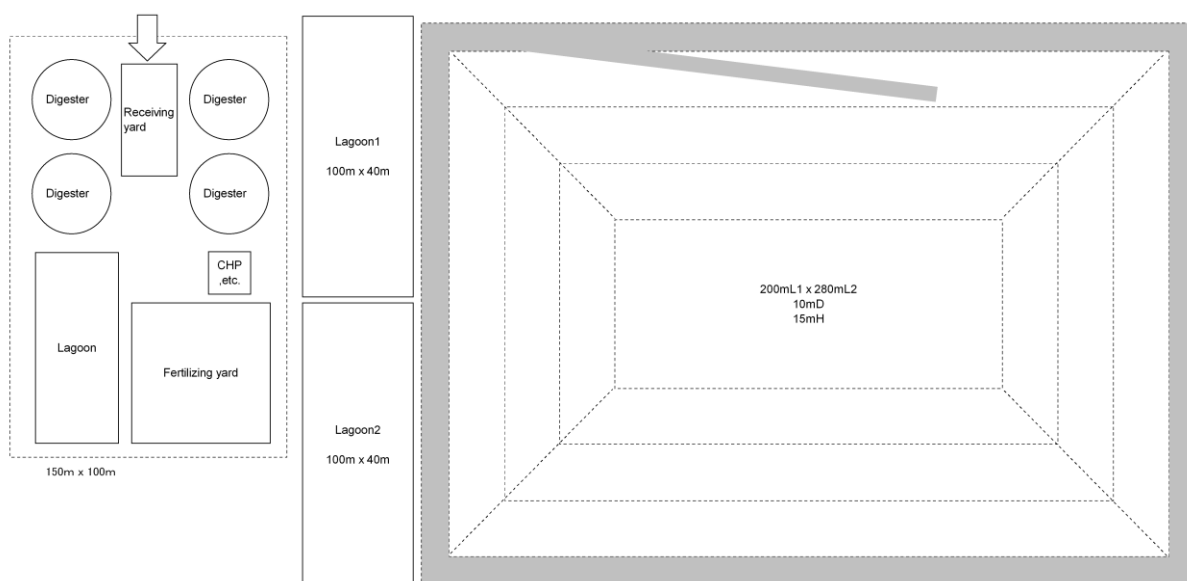 Digester
Receiving
yard
Digester
Digester
Digester
CHP
,etc.
Lagoon
Fertilizing yard
150m x 100m
Lagoon1
100m x 40m
Lagoon2
100m x 40m
200mL1 x 280mL2
10mD
15mH